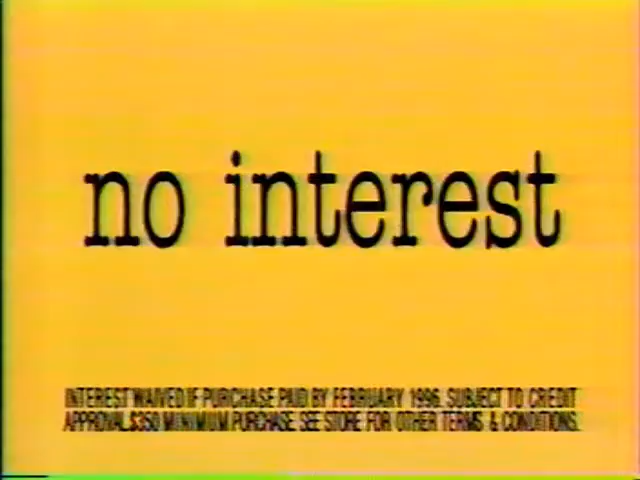 no interest
INTEREST WAIVED IF PURCHASE PAID BY FEBRUARY 1996. SUBJECT TO CREDIT
APPROVAL.$350 MINIMUM PURCHASE. SEE STORE FOR OTHER TERMS & CONDITIONS.